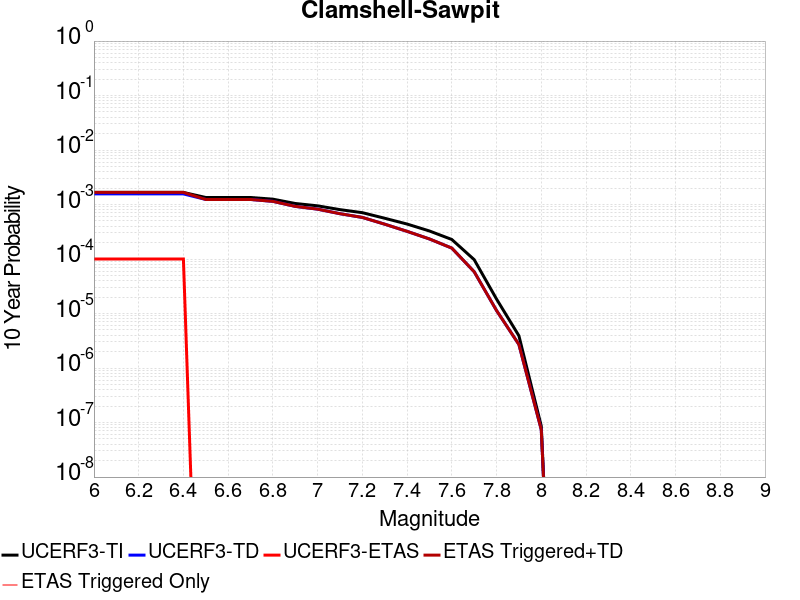 Clamshell-Sawpit
10 Year Probability
10^0
10^-1
10^-2
10^-3
10^-4
10^-5
10^-6
10^-7
10^-8
6 6.2 6.4 6.6 6.8 7 7.2 7.4 7.6 7.8 8 8.2 8.4 8.6 8.8 9
Magnitude
UCERF3-TI UCERF3-TD UCERF3-ETAS ETAS Triggered+TD
ETAS Triggered Only